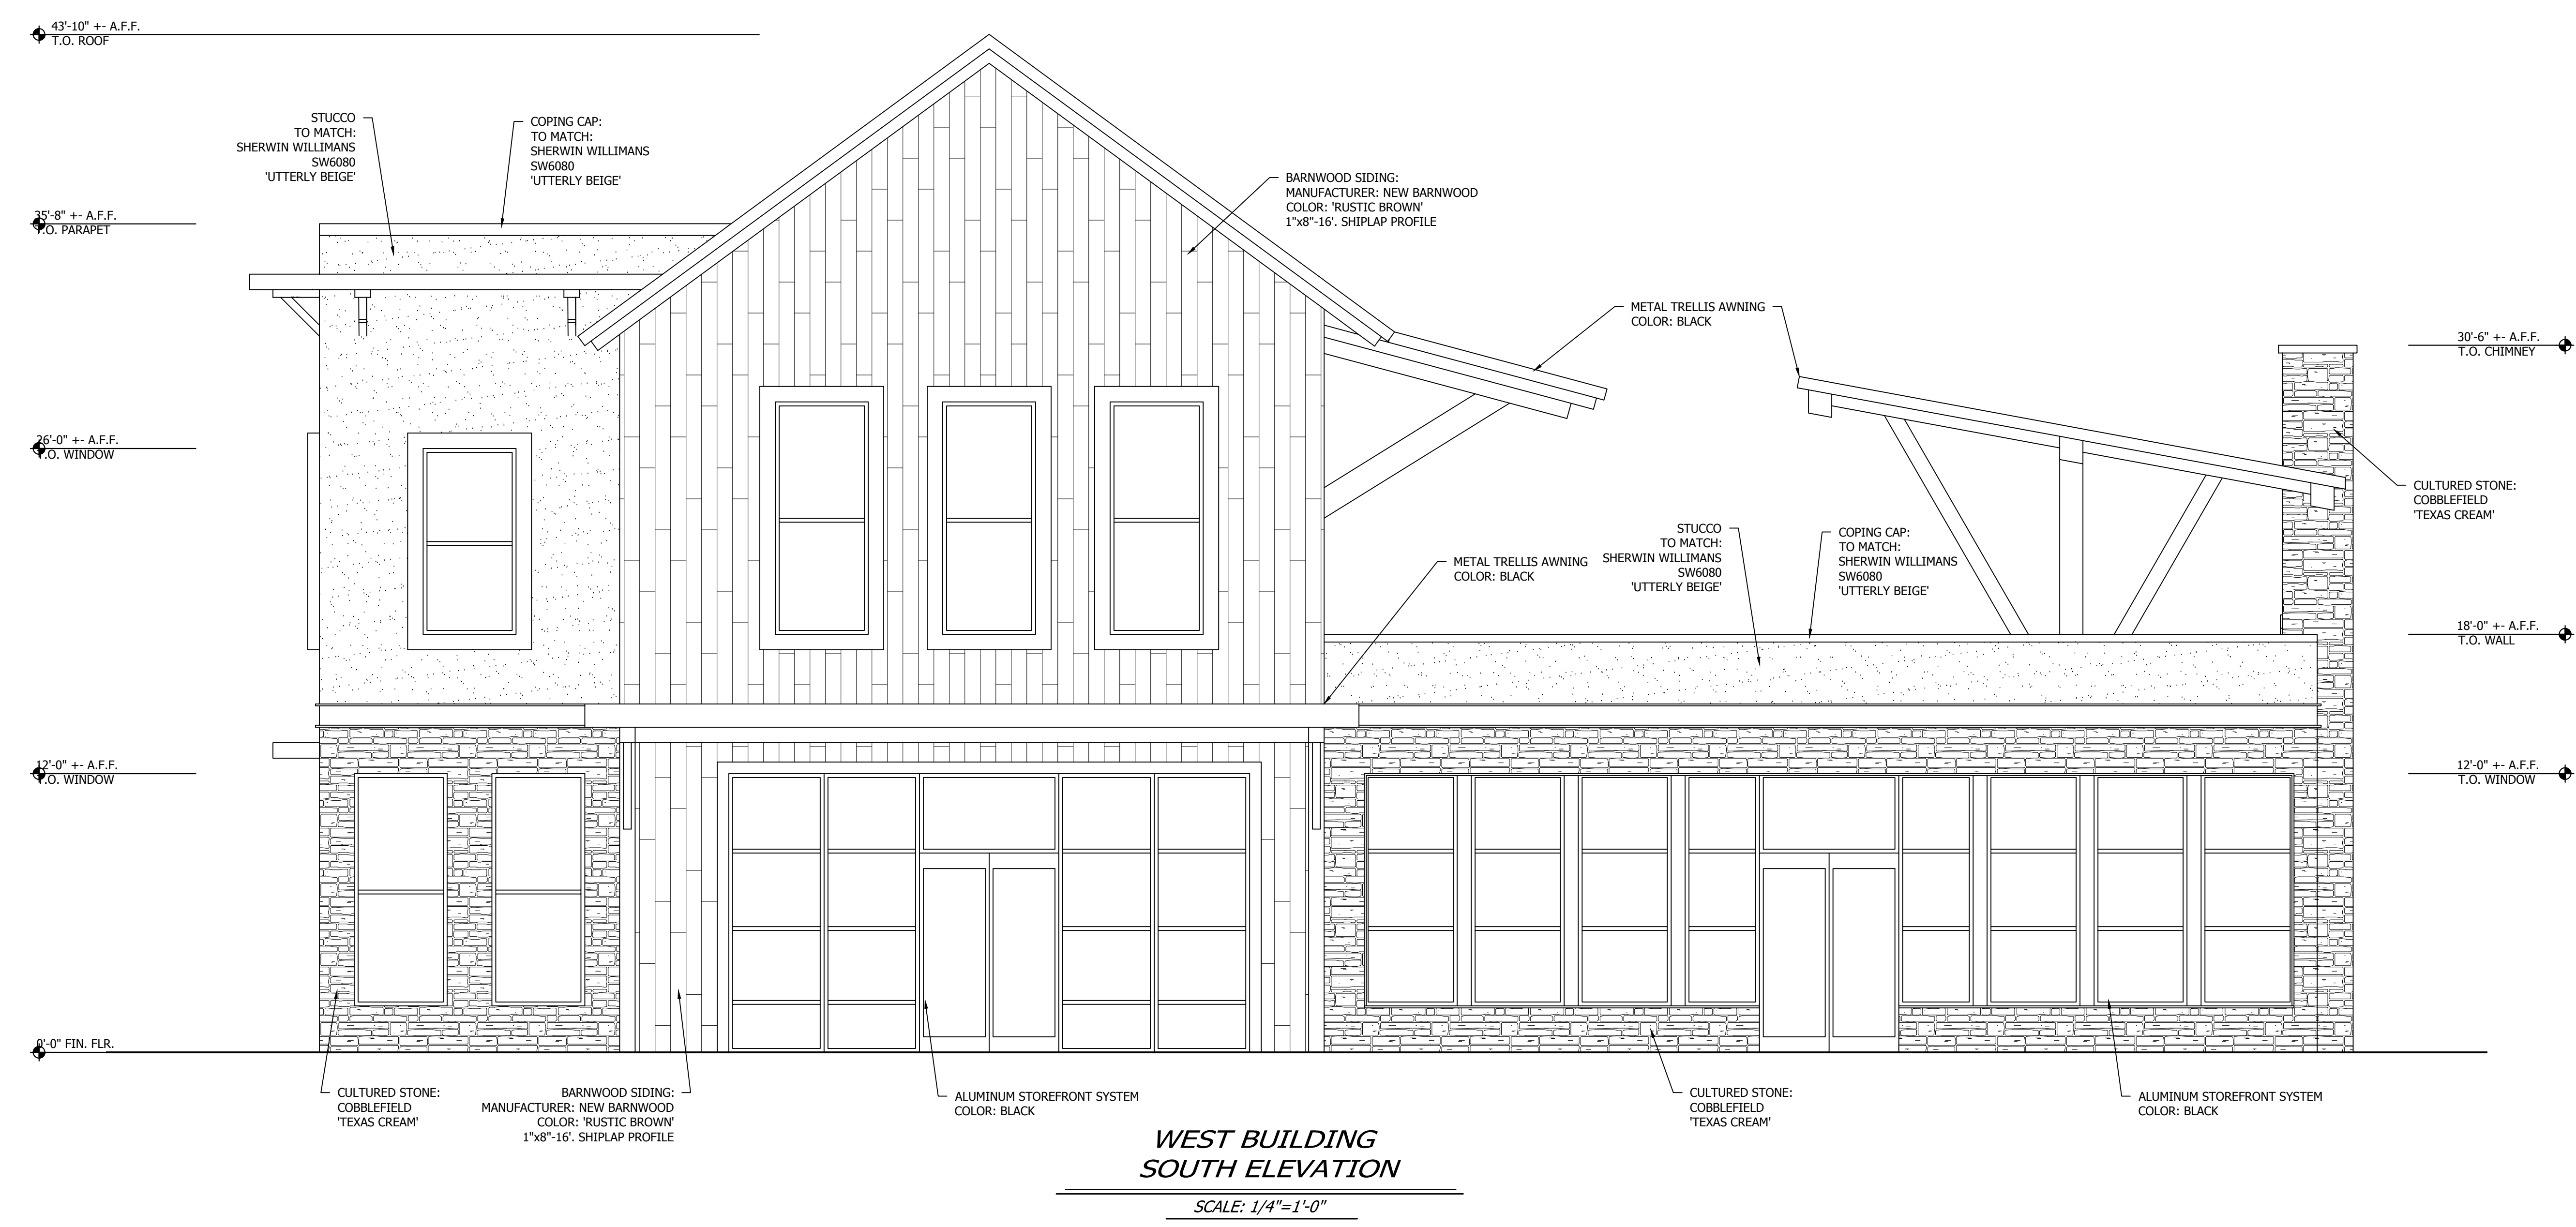 43'-10" +- A.F.F.
T.O. ROOF
STUCCO
TO MATCH:
SHERWIN WILLIMANS
SW6080
'UTTERLY BEIGE'
COPING CAP:
TO MATCH:
SHERWIN WILLIMANS
SW6080
'UTTERLY BEIGE'
BARNWOOD SIDING:
MANUFACTURER: NEW BARNWOOD
COLOR: 'RUSTIC BROWN'
1"x8"-16'. SHIPLAP PROFILE
35'-8" +- A.F.F.
T.O. PARAPET
METAL TRELLIS AWNING
COLOR: BLACK
30'-6" +- A.F.F.
T.O. CHIMNEY
26'-0" +- A.F.F.
T.O. WINDOW
CULTURED STONE:
COBBLEFIELD
'TEXAS CREAM'
METAL TRELLIS AWNING
COLOR: BLACK
STUCCO
TO MATCH:
SHERWIN WILLIMANS
SW6080
'UTTERLY BEIGE'
COPING CAP:
TO MATCH:
SHERWIN WILLIMANS
SW6080
'UTTERLY BEIGE'
18'-0" +- A.F.F.
T.O. WALL
12'-0" +- A.F.F.
T.O. WINDOW
12'-0" +- A.F.F.
T.O. WINDOW
0'-0" FIN. FLR.
CULTURED STONE:
COBBLEFIELD
'TEXAS CREAM'
BARNWOOD SIDING:
MANUFACTURER: NEW BARNWOOD
COLOR: 'RUSTIC BROWN'
1"x8"-16'. SHIPLAP PROFILE
ALUMINUM STOREFRONT SYSTEM
COLOR: BLACK
CULTURED STONE:
COBBLEFIELD
'TEXAS CREAM'
ALUMINUM STOREFRONT SYSTEM
COLOR: BLACK
WEST BUILDING
SOUTH ELEVATION
SCALE: 1/4"=1'-0"